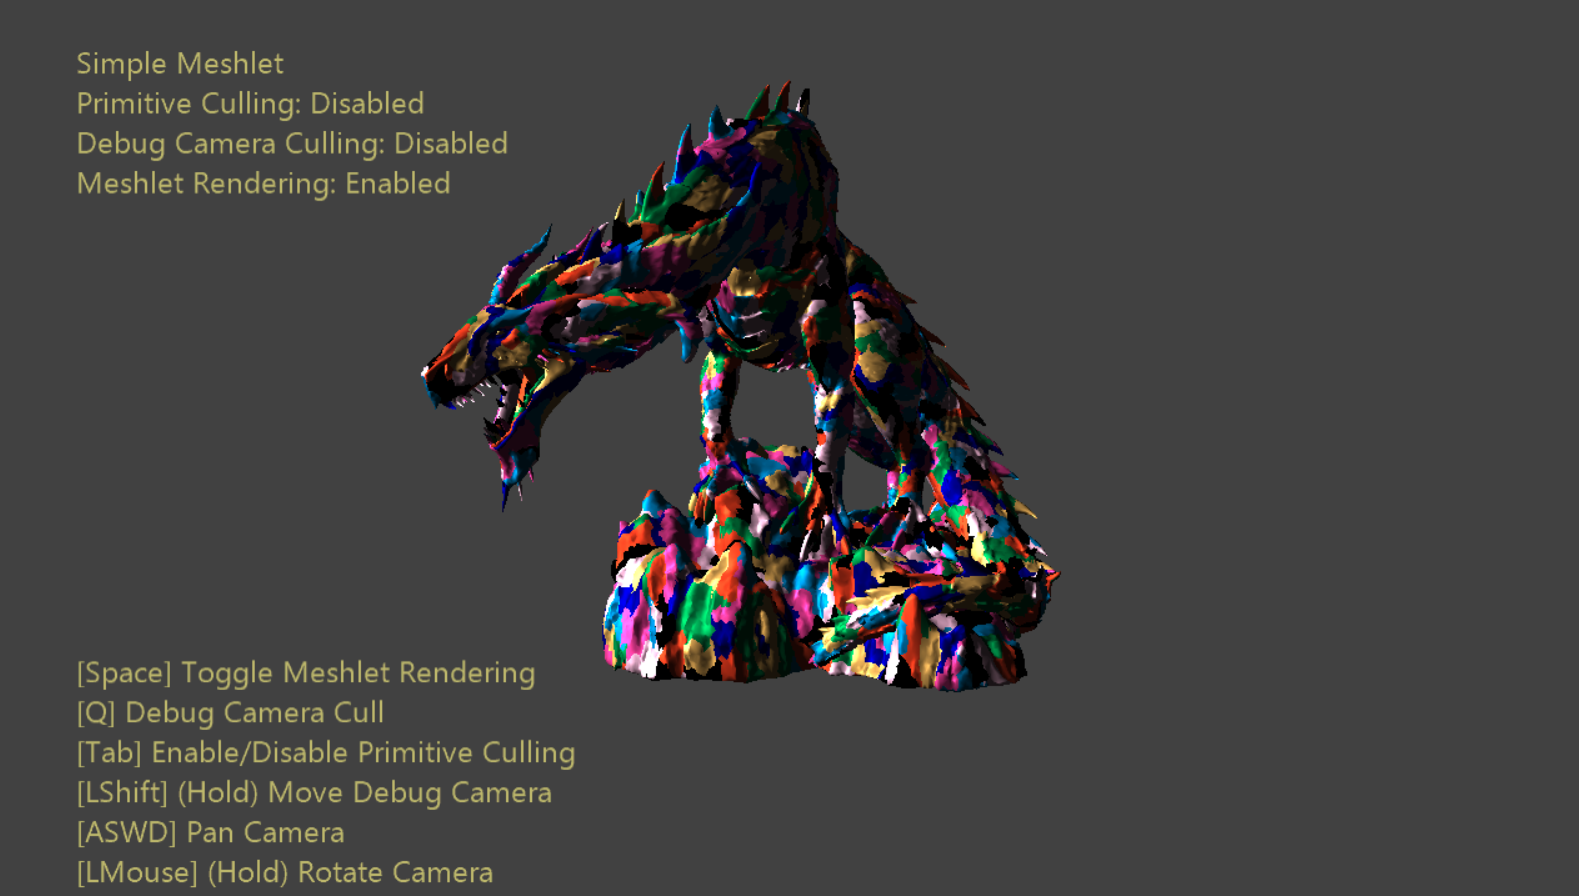 Simple Meshlet
Primitive Culling: Disabled
Debug Camera Culling: Disabled
Meshlet Rendering: Enabled
[Space] Toggle Meshlet Rendering
[Q] Debug Camera Cull
[Tab] Enable/Disable Primitive Culling
[LShift] (Hold) Move Debug Camera
[ASWD] Pan Camera
[LMouse] (Hold) Rotate Camera